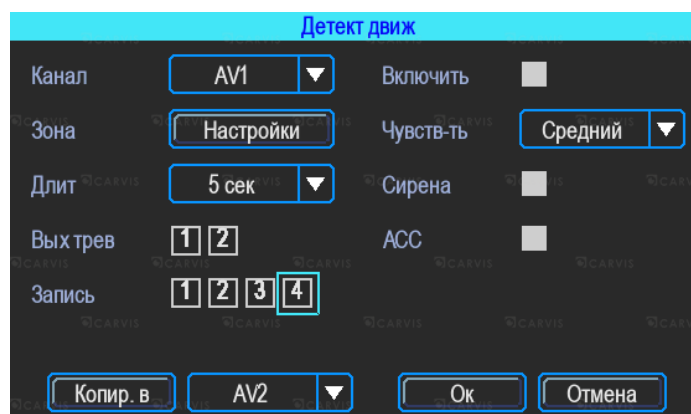 Детект движ
Канал AV1 Включить
Зона Настройки Чувств-ть Средний
Длит 5 сек Сирена
Вых трев 1 2 ACC
Запись 1 2 3 4
Копир. в AV2 Ок Отмена
CARVIS